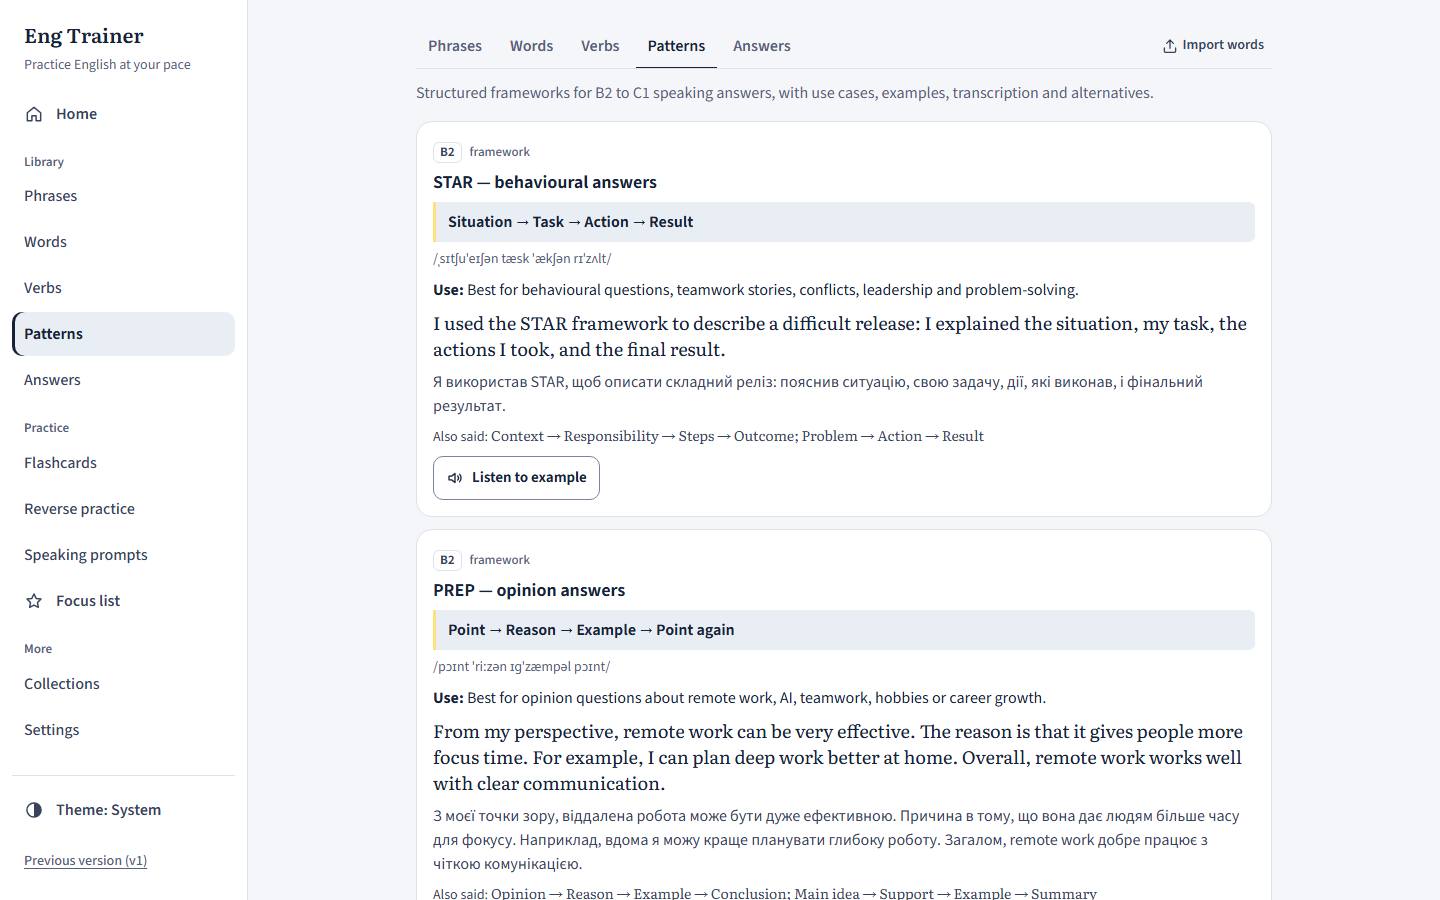 Eng Trainer
Practice English at your pace
Home
Library
Phrases
Words
Verbs
Patterns
Answers
Practice
Flashcards
Reverse practice
Speaking prompts
Focus list
More
Collections
Settings
Theme: System
Previous version (v1)
Phrases Words Verbs Patterns Answers Import words
Structured frameworks for B2 to C1 speaking answers, with use cases, examples, transcription and alternatives.
B2 framework
STAR — behavioural answers
Situation → Task → Action → Result
/ˌsɪtʃuˈeɪʃən tæsk ˈækʃən rɪˈzʌlt/
Use: Best for behavioural questions, teamwork stories, conflicts, leadership and problem-solving.
I used the STAR framework to describe a difficult release: I explained the situation, my task, the
actions I took, and the final result.
Я використав STAR, щоб описати складний реліз: пояснив ситуацію, свою задачу, дії, які виконав, і фінальний
результат.
Also said: Context → Responsibility → Steps → Outcome; Problem → Action → Result
Listen to example
B2 framework
PREP — opinion answers
Point → Reason → Example → Point again
/pɔɪnt ˈriːzən ɪɡˈzæmpəl pɔɪnt/
Use: Best for opinion questions about remote work, AI, teamwork, hobbies or career growth.
From my perspective, remote work can be very effective. The reason is that it gives people more
focus time. For example, I can plan deep work better at home. Overall, remote work works well
with clear communication.
З моєї точки зору, віддалена робота може бути дуже ефективною. Причина в тому, що вона дає людям більше часу
для фокусу. Наприклад, вдома я можу краще планувати глибоку роботу. Загалом, remote work добре працює з
чіткою комунікацією.
Also said: Opinion → Reason → Example → Conclusion; Main idea → Support → Example → Summary